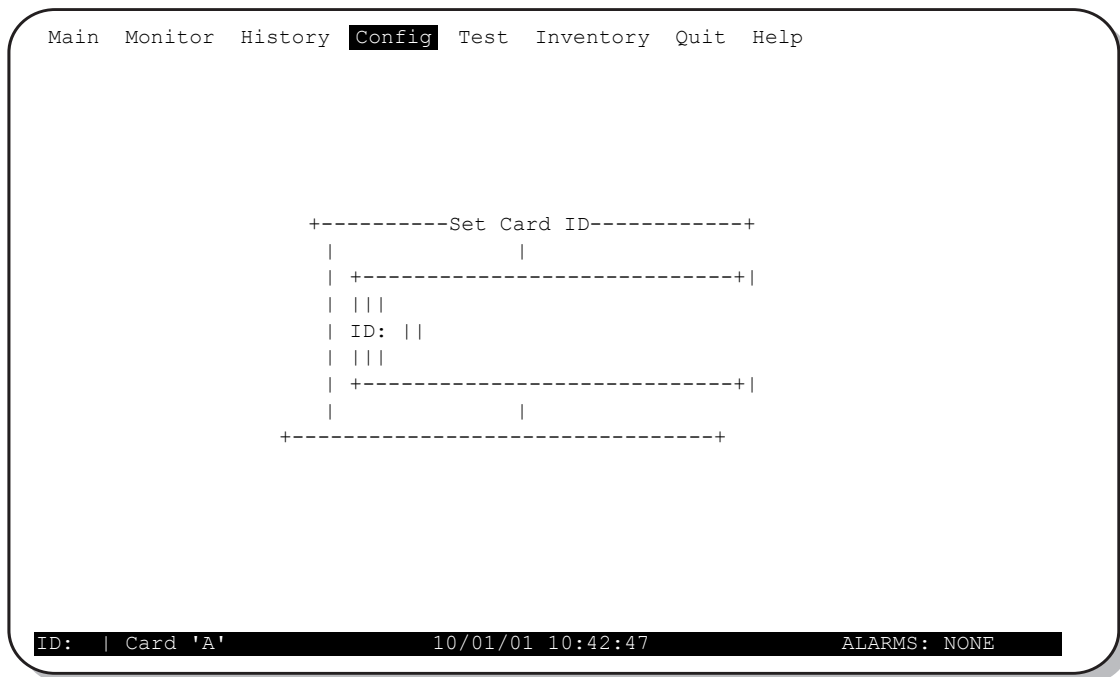 Main Monitor History Config Test Inventory Quit Help
+----------Set Card ID------------+
| |
| +-----------------------------+|
| |||
| ID: ||
| |||
| +-----------------------------+|
| |
+---------------------------------+
ID: | Card 'A' 10/01/01 10:42:47 ALARMS: NONE